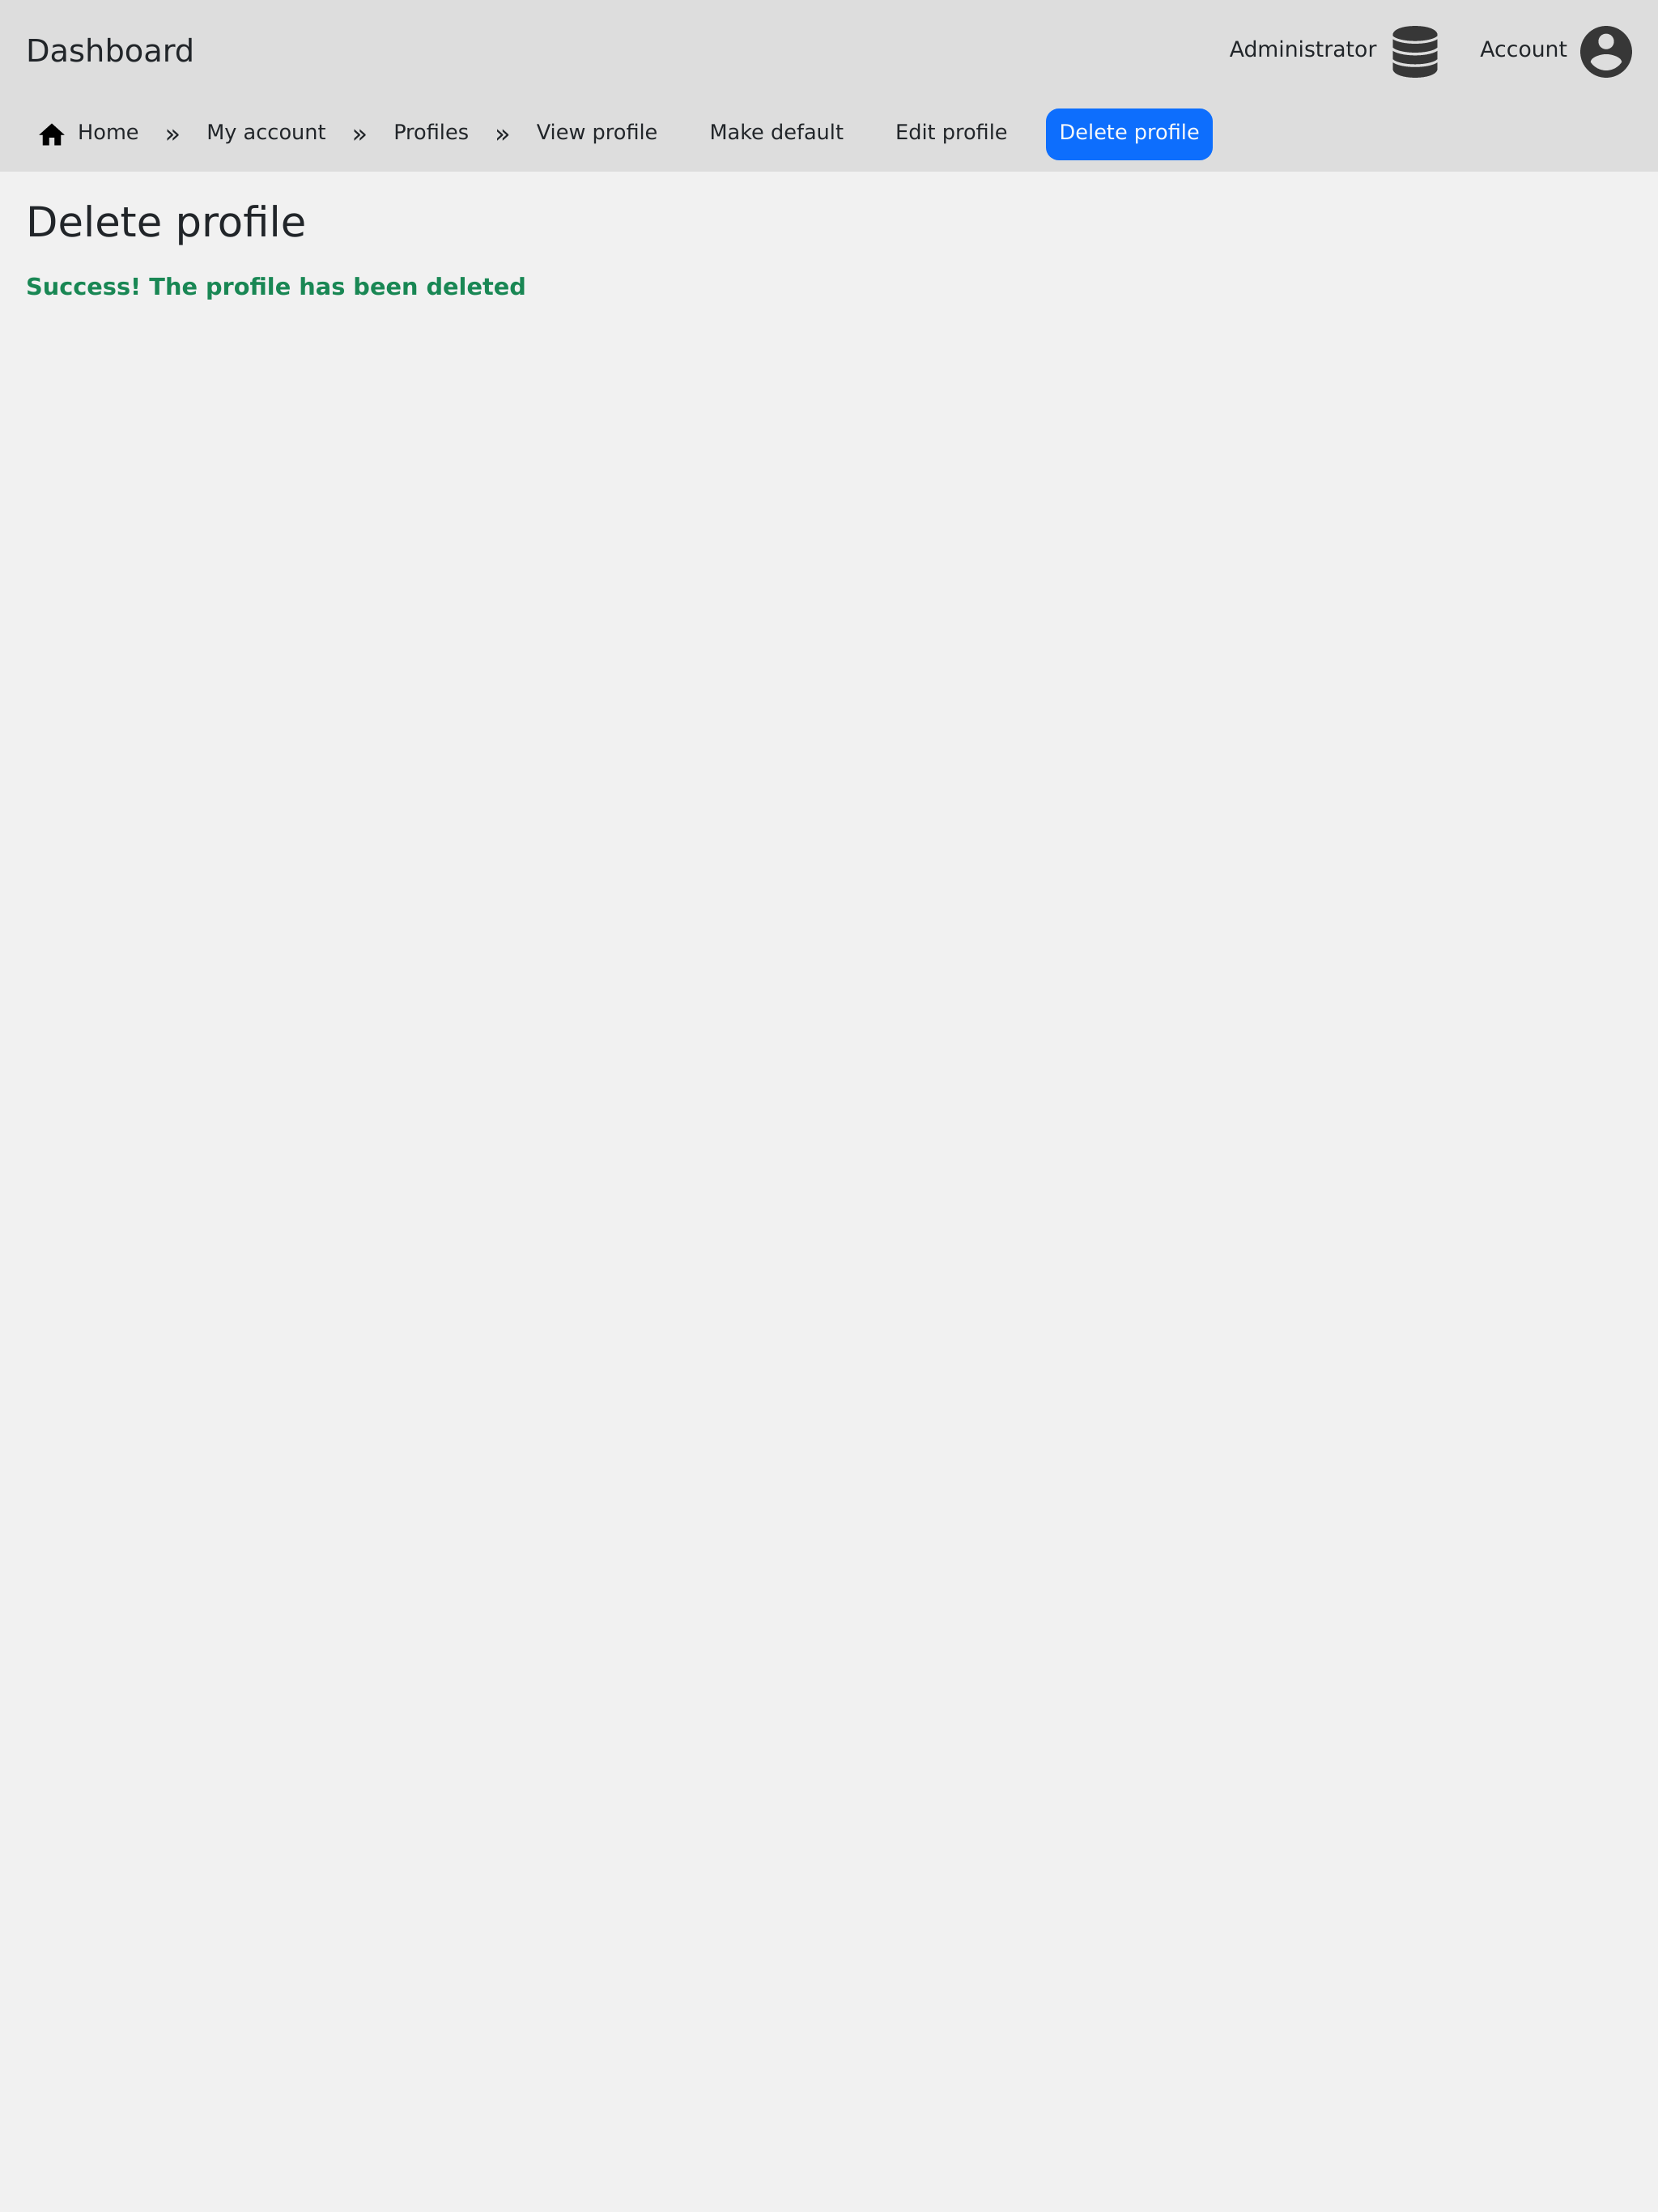 Dashboard Administrator Account
Home » My account » Profiles » View profile Make default Edit profile Delete profile
Delete profile
Success! The profile has been deleted